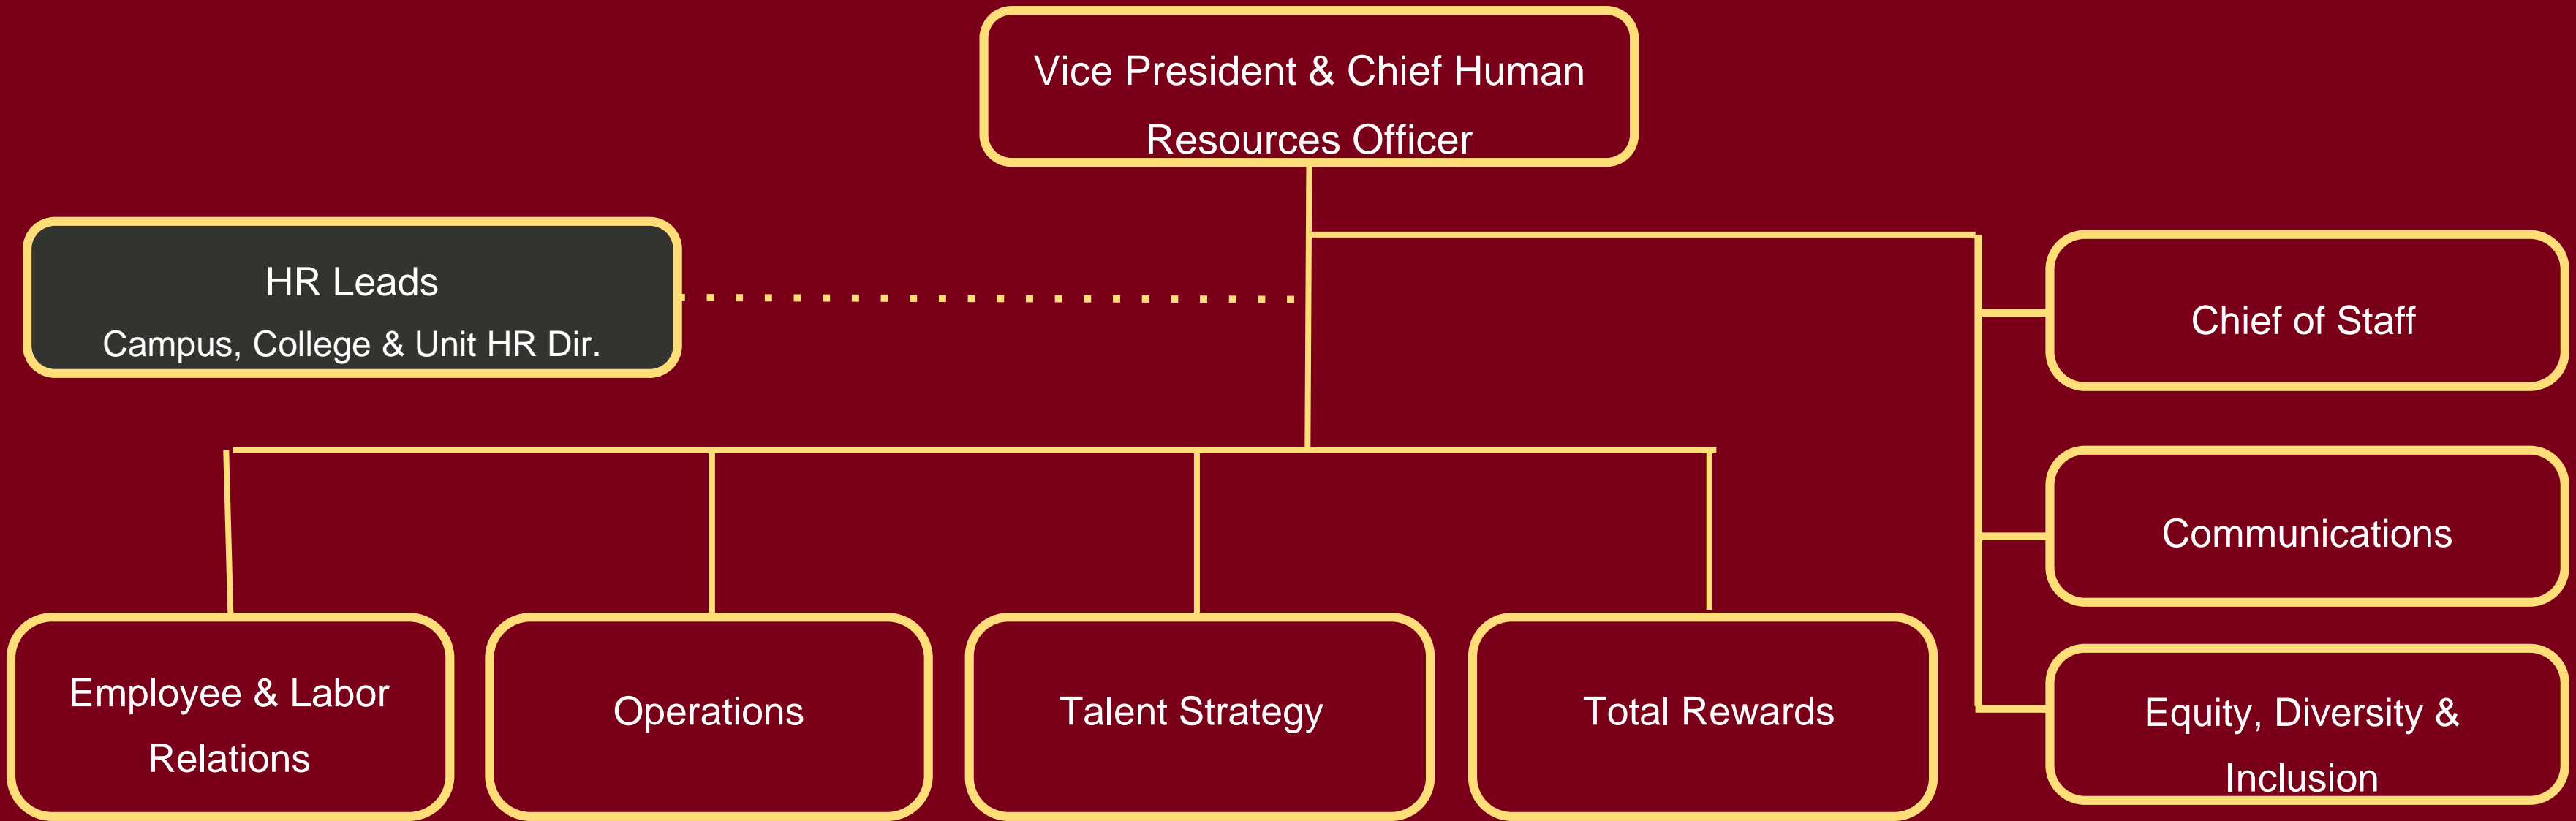 Vice President & Chief Human
Resources Officer
HR Leads
Campus, College & Unit HR Dir.
Chief of Staff
Communications
Equity, Diversity &
Inclusion
Employee & Labor
Relations
Operations
Talent Strategy
Total Rewards